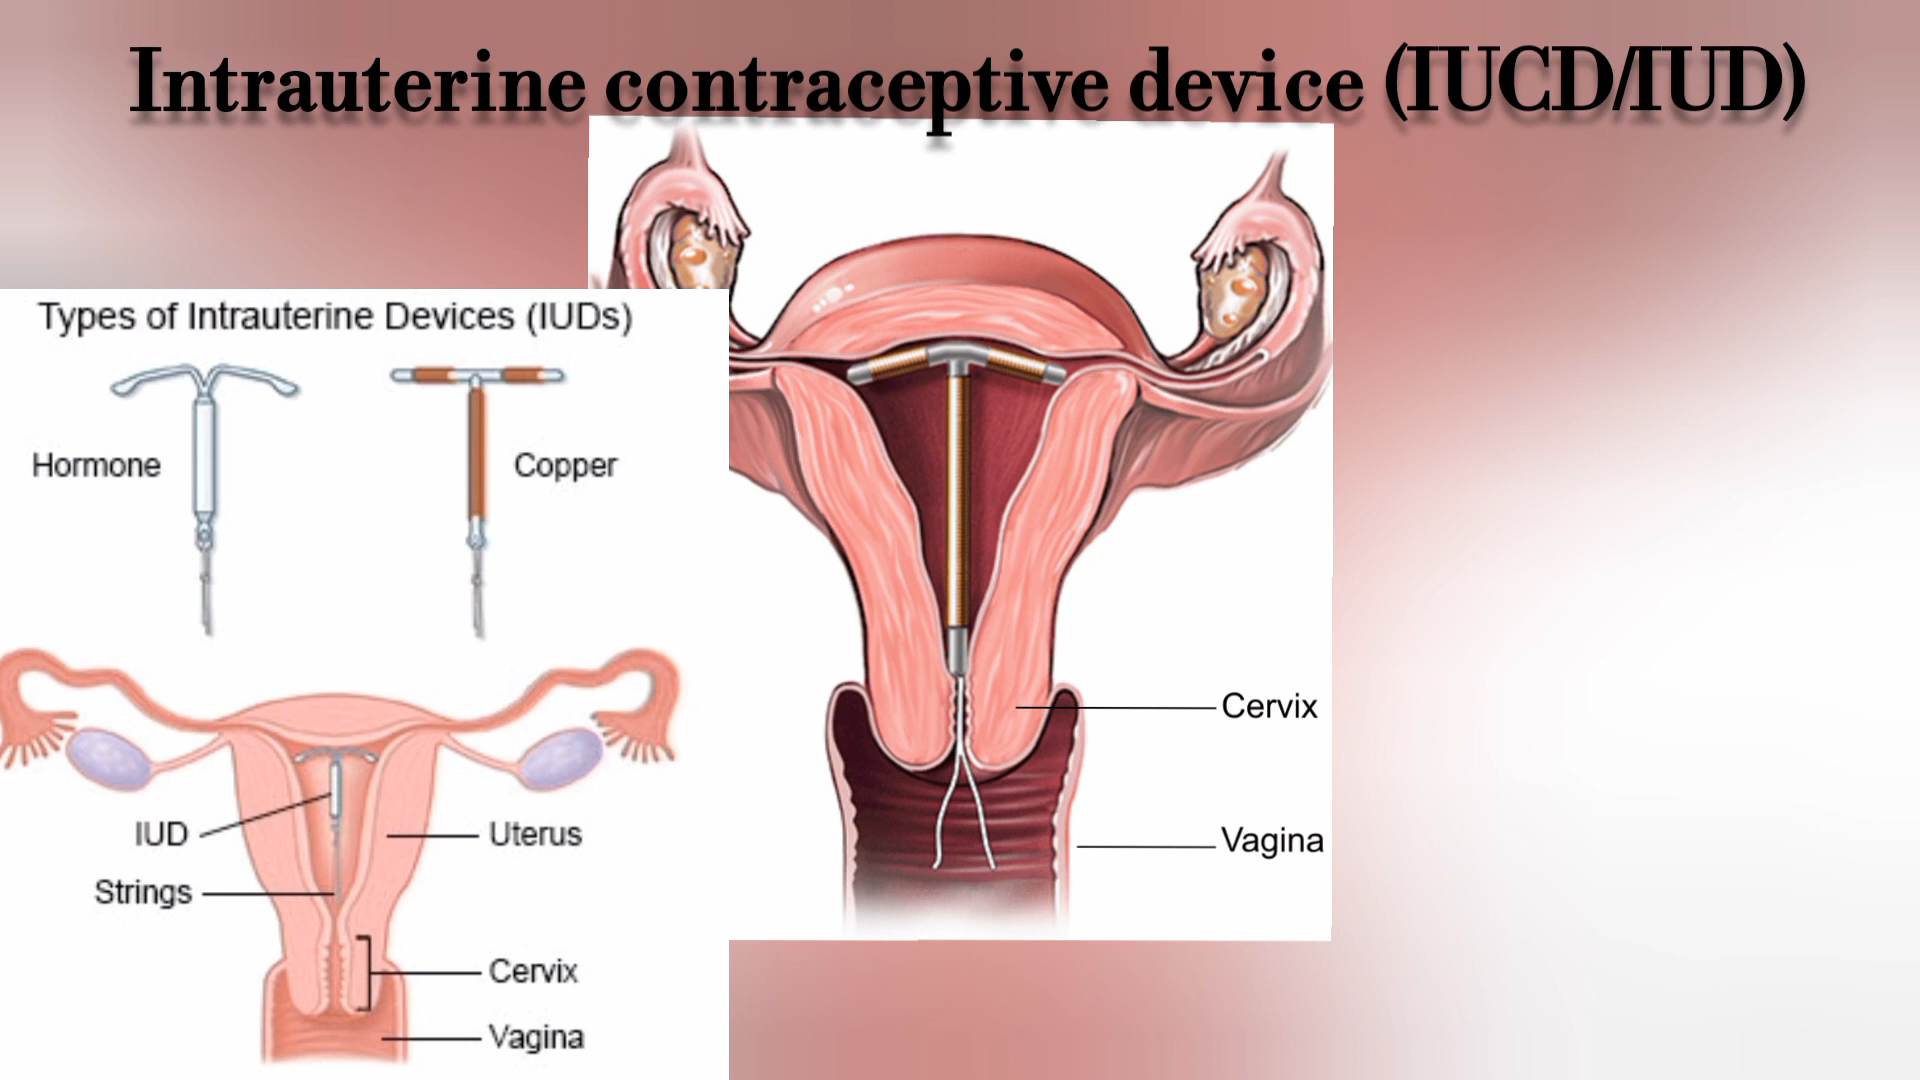 Intrauterine contraceptive device (IUCD/IUD)
Types of Intrauterine Devices (IUDs)
Hormone
Copper
IUD
Uterus
Strings
Cervix
Vagina
Cervix
Vagina